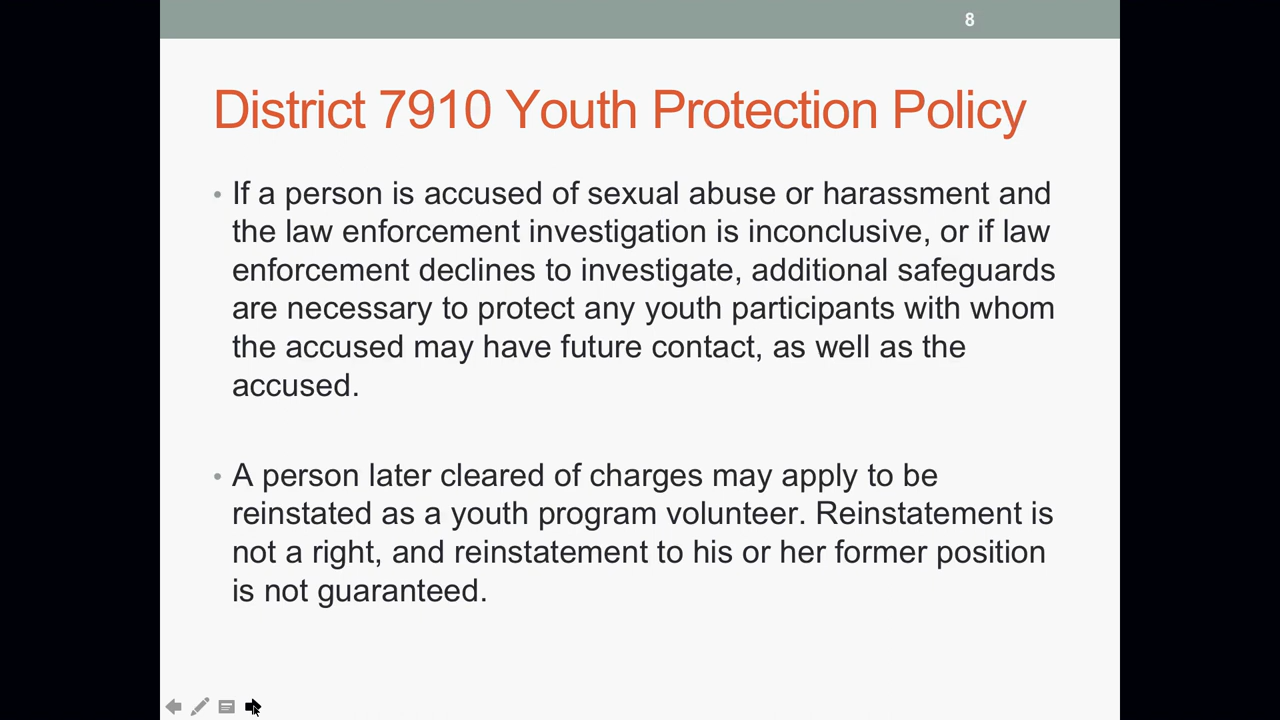 8
District 7910 Youth Protection Policy
• If a person is accused of sexual abuse or harassment and
the law enforcement investigation is inconclusive, or if law
enforcement declines to investigate, additional safeguards
are necessary to protect any youth participants with whom
the accused may have future contact, as well as the
accused.
• A person later cleared of charges may apply to be
reinstated as a youth program volunteer. Reinstatement is
not a right, and reinstatement to his or her former position
is not guaranteed.